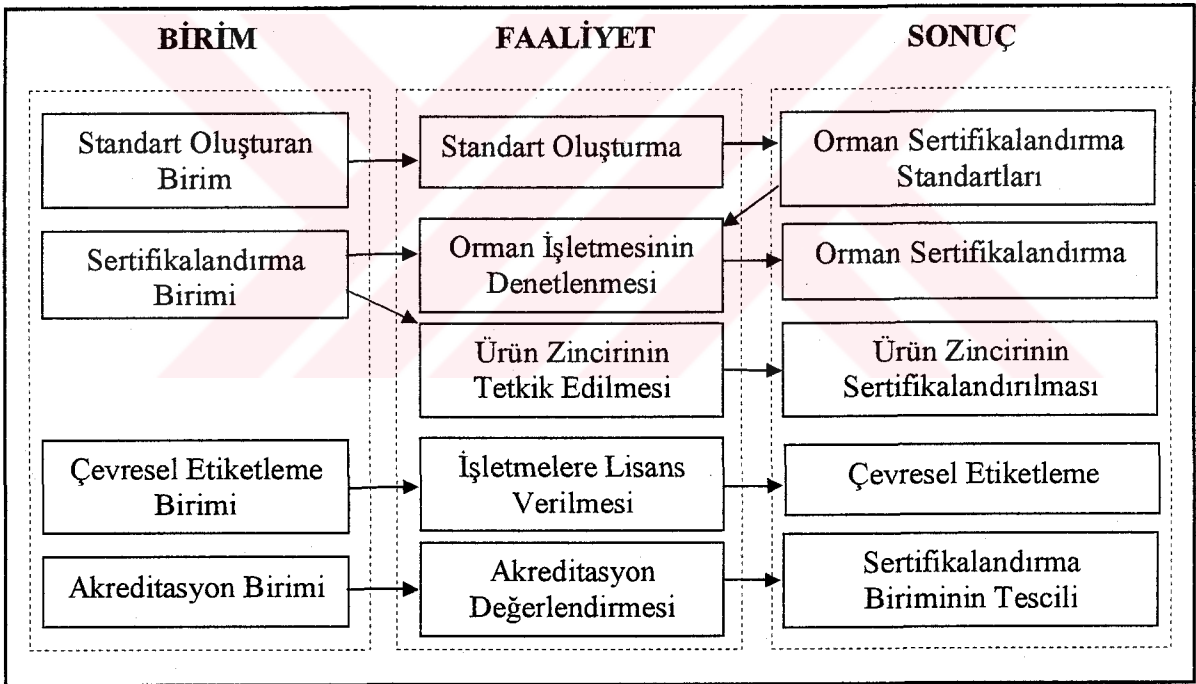 BİRİM FAALİYET SONUÇ
Standart Oluşturan
Birim
Standart Oluşturma
Orman Sertifikalandırma
Standartları
Sertifikalandırma
Birimi
Orman İşletmesinin
Denetlenmesi
Orman Sertifikalandırma
Ürün Zincirinin
Tetkik Edilmesi
Ürün Zincirinin
Sertifikalandırılması
Çevresel Etiketleme
Birimi
İşletmelere Lisans
Verilmesi
Çevresel Etiketleme
Akreditasyon Birimi
Akreditasyon
Değerlendirmesi
Sertifikalandırma
Biriminin Tescili